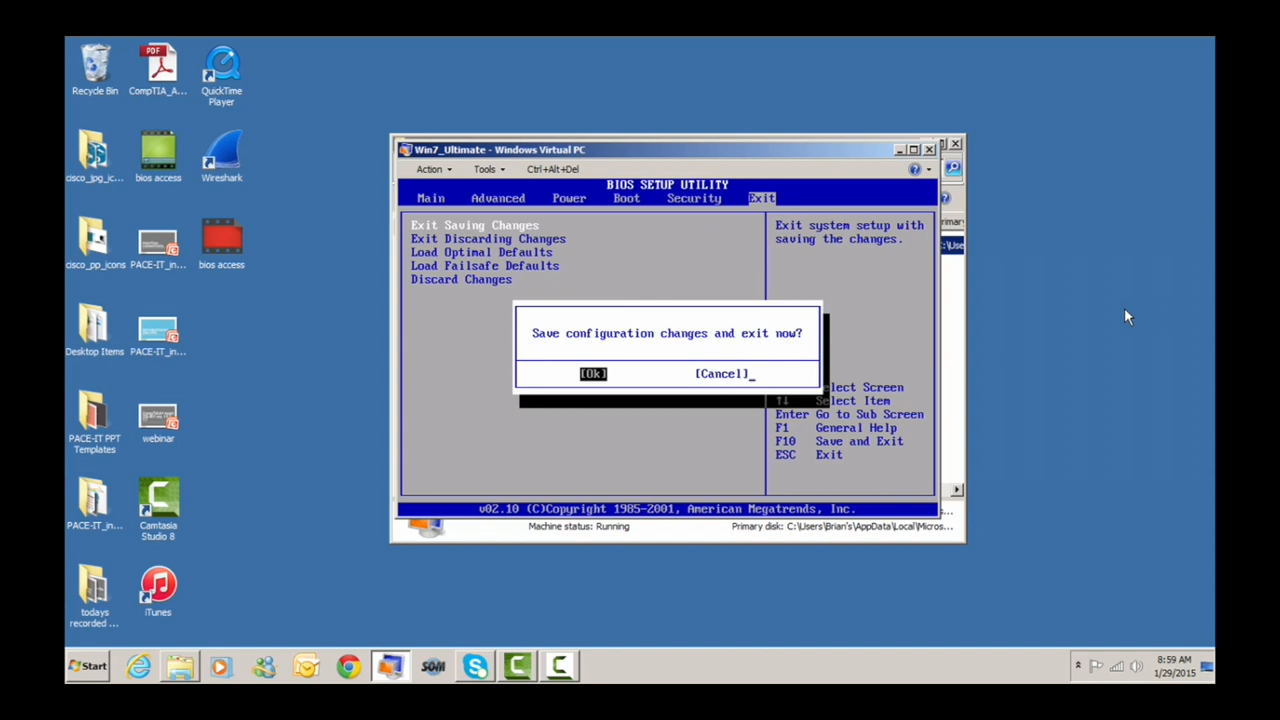 Recycle Bin
PDF
CompTIA_A...
QuickTime
Player
cisco_jpg_ic...
bios access
Wireshark
cisco_pp_icons
PACE-IT_in...
bios access
Desktop Items
PACE-IT_in...
PACE-IT PPT
Templates
webinar
PACE-IT_in...
Camtasia
Studio 8
todays
recorded ...
iTunes
Win7_Ultimate - Windows Virtual PC
Action
Tools
Ctrl+Alt+Del
BIOS SETUP UTILITY
Main Advanced Power Boot Security Exit
Exit Saving Changes
Exit Discarding Changes
Load Optimal Defaults
Load Failsafe Defaults
Discard Changes
Exit system setup with
saving the changes.
Save configuration changes and exit now?
[Ok] [Cancel]_
lect Screen
↑↓ Select Item
Enter Go to Sub Screen
F1 General Help
F10 Save and Exit
ESC Exit
v02.10 (C)Copyright 1985-2001, American Megatrends, Inc.
rimary
C:\Use
Machine status: Running
Primary disk: C:\Users\Brian's\AppData\Local\Micros...
Start
SOM
8:59 AM
1/29/2015